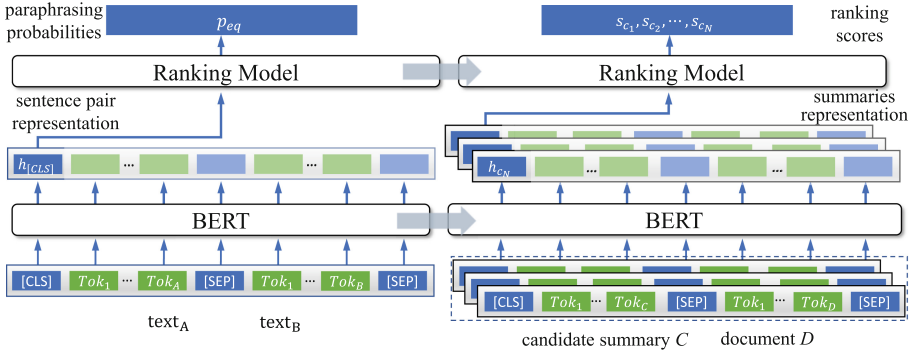 paraphrasing
probabilities
p_eq
s_c1, s_c2, ⋯, s_cN
ranking
scores
Ranking Model
Ranking Model
sentence pair
representation
summaries
representation
h_[CLS]
...
...
...
...
h_cN
...
...
BERT
BERT
[CLS] Tok_1 ... Tok_A [SEP] Tok_1 ... Tok_B [SEP]
[CLS] Tok_1 ... Tok_C [SEP] Tok_1 ... Tok_D [SEP]
text_A
text_B
candidate summary C
document D